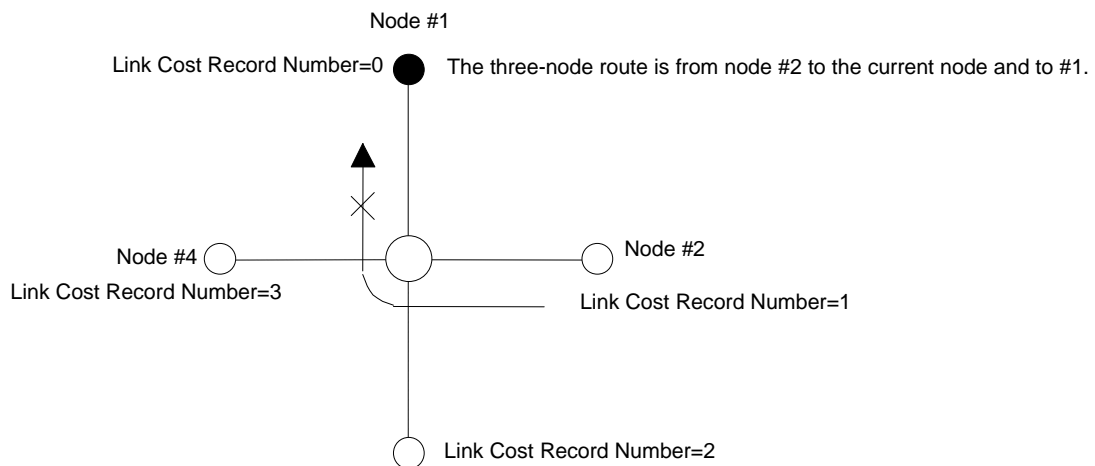 Node #1
Link Cost Record Number=0
The three-node route is from node #2 to the current node and to #1.
Node #4
Node #2
Link Cost Record Number=3
Link Cost Record Number=1
Link Cost Record Number=2